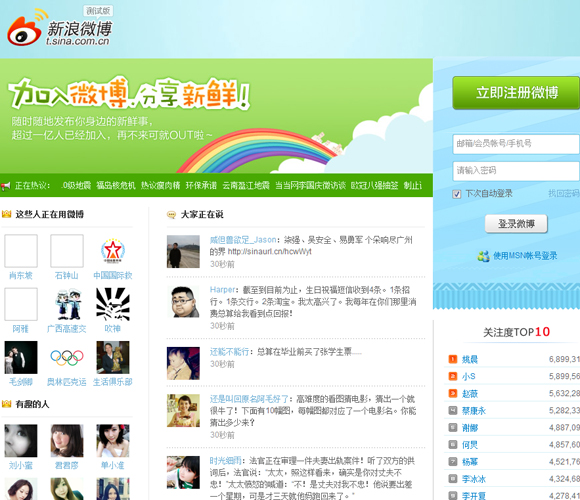 测试版
新浪微博
t.sina.com.cn
加入微博,分享新鲜!
随时随地发布你身边的新鲜事,
超过一亿人已经加入,再不来可就OUT啦~
立即注册微博
邮箱/会员帐号/手机号
请输入密码
下次自动登录
找回密码
登录微博
使用MSN帐号登录
正在热议: .0级地震 福岛核危机 热议瘦肉精 环保承诺 云南盈江地震 当当网李国庆微访谈 欧冠八强抽签 制止
这些人正在用微博
肖东坡
石钟山
中国国际救
阿雅
广西高速交
吹神
毛剑卿
奥林匹克运
生活俱乐部
有趣的人
刘小蜜
君君廖
单小准
大家正在说
威但普欲定_Jason: 柒强、吴安全、易勇军 个呆响尽广州
的界 http://sinaurl.cn/hcwWyt
30秒前
Harper: 截至到目前为止,生日祝福短信收到4条。1条招
行。1条交行。2条淘宝。我太高兴了。我每年在你们那里消
费总算给我看到点回报!
30秒前
还能不能行: 总算在毕业前买了张学生票.....
30秒前
还是叫回原名阿毛好了: 高难度的看图猜电影,猜出一个就
很牛了!下面有10幅图,每幅图都对应了一个电影名。你能
猜出多少来?
30秒前
时光细雨: 法官正在审理一件夫妻出轨案件!听了双方的供
词后,法官说:“太太,照这样看来,确实是你对丈夫不
忠!”太太愤怒的喊道:“不!是丈夫对我不忠!他说要出差
一个星期,可是才三天就他妈跑回来了。”
关注度TOP10
1 姚晨 6,899,31
2 小S 5,895,56
3 赵薇 5,632,28
4 蔡康永 5,282,33
5 谢娜 4,887,09
6 何炅 4,857,60
7 杨幂 4,521,76
8 李冰冰 4,324,68
9 李开复 4,276,61